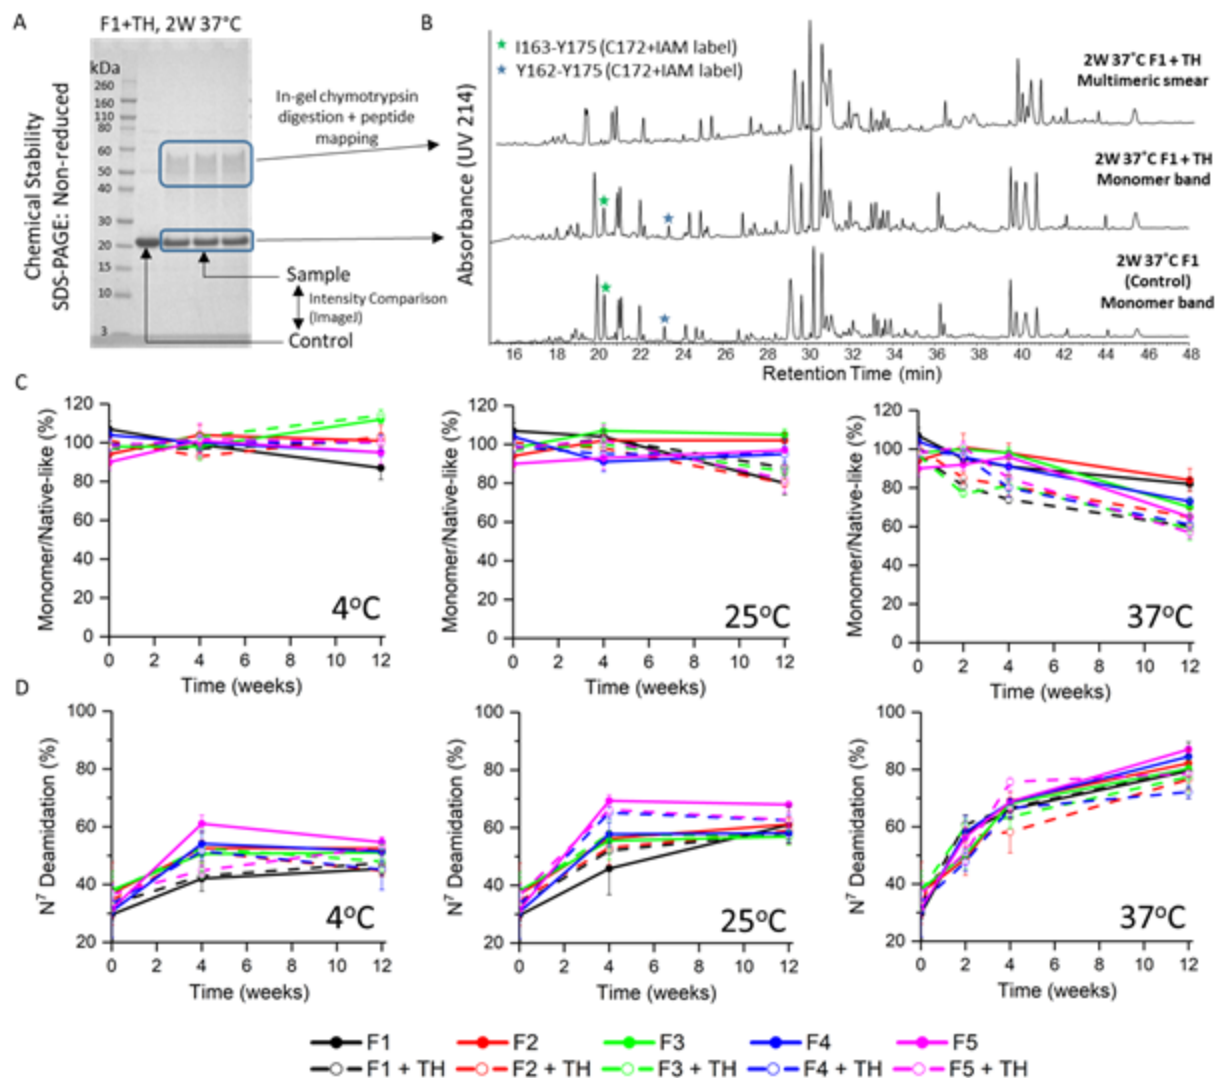 A
F1+TH, 2W 37°C
kDa
260
160
110
80
60
50
40
30
20
15
10
3
Chemical Stability
SDS-PAGE: Non-reduced
In-gel chymotrypsin
digestion + peptide
mapping
Sample
Intensity Comparison
(ImageJ)
Control
B
I163-Y175 (C172+IAM label)
Y162-Y175 (C172+IAM label)
2W 37˚C F1 + TH
Multimeric smear
2W 37˚C F1 + TH
Monomer band
2W 37˚C F1
(Control)
Monomer band
Absorbance (UV 214)
16 18 20 22 24 26 28 30 32 34 36 38 40 42 44 46 48
Retention Time (min)
C
Monomer/Native-like (%)
120
100
80
60
40
20
0
4°C
0 2 4 6 8 10 12
Time (weeks)
Monomer/Native-like (%)
120
100
80
60
40
20
0
25°C
0 2 4 6 8 10 12
Time (weeks)
Monomer/Native-like (%)
120
100
80
60
40
20
0
37°C
0 2 4 6 8 10 12
Time (weeks)
D
N⁷ Deamidation (%)
100
80
60
40
20
4°C
0 2 4 6 8 10 12
Time (weeks)
N⁷ Deamidation (%)
100
80
60
40
20
25°C
0 2 4 6 8 10 12
Time (weeks)
N⁷ Deamidation (%)
100
80
60
40
20
37°C
0 2 4 6 8 10 12
Time (weeks)
F1 F2 F3 F4 F5
F1 + TH F2 + TH F3 + TH F4 + TH F5 + TH